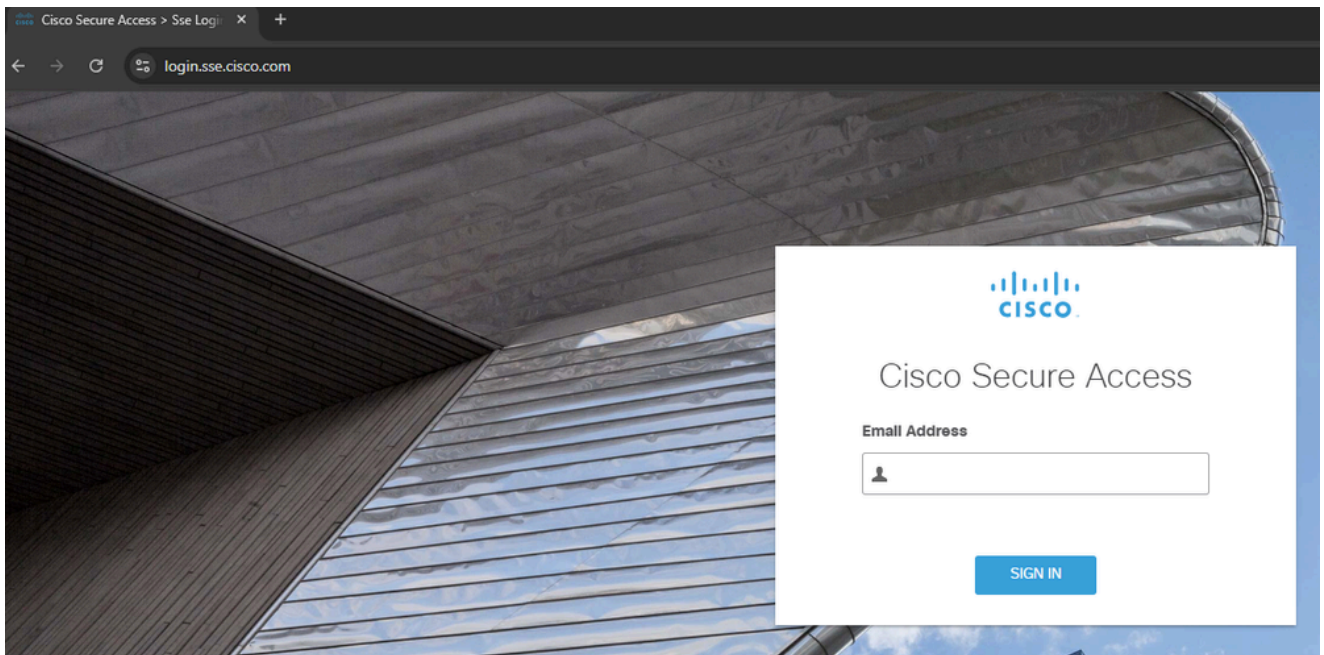 Cisco Secure Access > Sse Logi
login.sse.cisco.com
CISCO
Cisco Secure Access
Email Address
SIGN IN